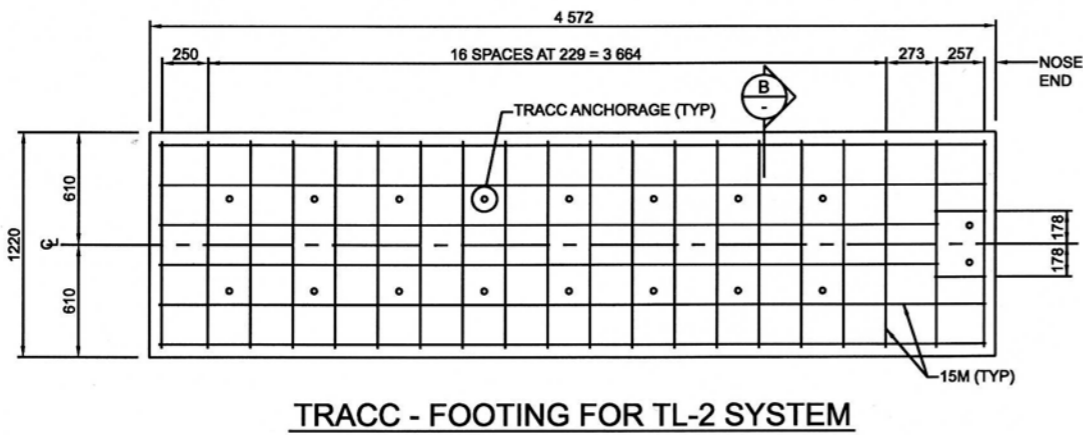 4 572
250
16 SPACES AT 229 = 3 664
273
257
NOSE
END
B
-
TRACC ANCHORAGE (TYP)
1220
610
610
℄
178
178
15M (TYP)
TRACC - FOOTING FOR TL-2 SYSTEM